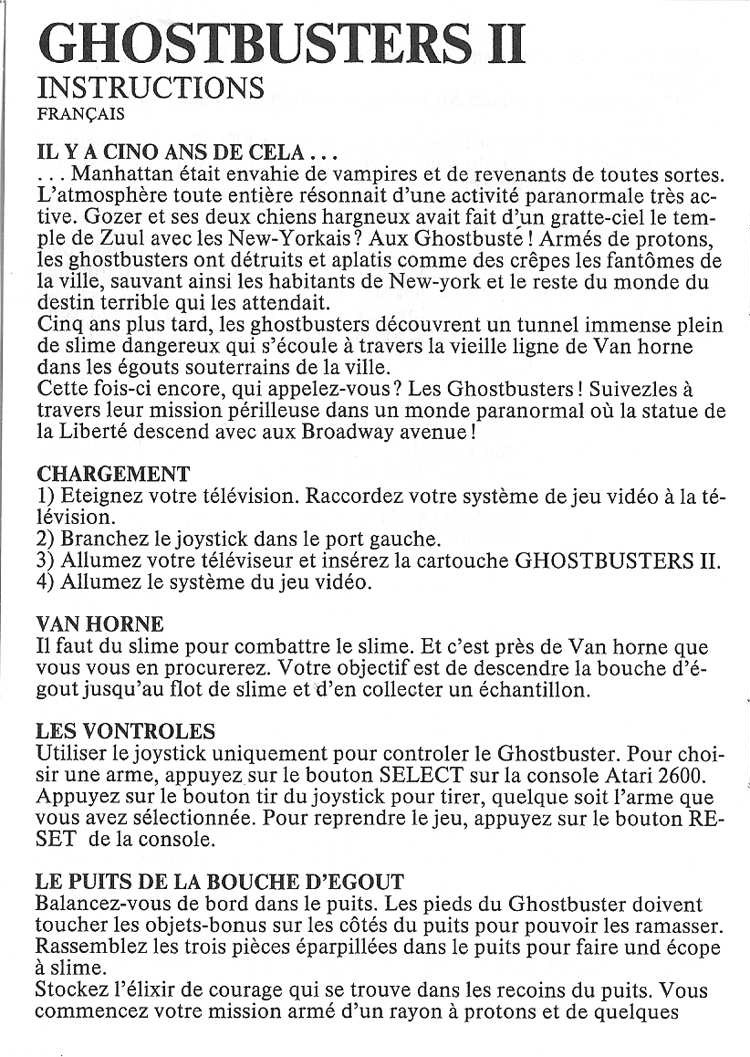 GHOSTBUSTERS II
INSTRUCTIONS
FRANÇAIS
IL Y A CINO ANS DE CELA . . .
. . . Manhattan était envahie de vampires et de revenants de toutes sortes.
L'atmosphère toute entière résonnait d'une activité paranormale très ac-
tive. Gozer et ses deux chiens hargneux avait fait d'un gratte-ciel le tem-
ple de Zuul avec les New-Yorkais ? Aux Ghostbuste ! Armés de protons,
les ghostbusters ont détruits et aplatis comme des crêpes les fantômes de
la ville, sauvant ainsi les habitants de New-york et le reste du monde du
destin terrible qui les attendait.
Cinq ans plus tard, les ghostbusters découvrent un tunnel immense plein
de slime dangereux qui s'écoule à travers la vieille ligne de Van horne
dans les égouts souterrains de la ville.
Cette fois-ci encore, qui appelez-vous ? Les Ghostbusters ! Suivezles à
travers leur mission périlleuse dans un monde paranormal où la statue de
la Liberté descend avec aux Broadway avenue !
CHARGEMENT
1) Eteignez votre télévision. Raccordez votre système de jeu vidéo à la té-
lévision.
2) Branchez le joystick dans le port gauche.
3) Allumez votre téléviseur et insérez la cartouche GHOSTBUSTERS II.
4) Allumez le système du jeu vidéo.
VAN HORNE
Il faut du slime pour combattre le slime. Et c'est près de Van horne que
vous vous en procurerez. Votre objectif est de descendre la bouche d'é-
gout jusqu'au flot de slime et d'en collecter un échantillon.
LES VONTROLES
Utiliser le joystick uniquement pour controler le Ghostbuster. Pour choi-
sir une arme, appuyez sur le bouton SELECT sur la console Atari 2600.
Appuyez sur le bouton tir du joystick pour tirer, quelque soit l'arme que
vous avez sélectionnée. Pour reprendre le jeu, appuyez sur le bouton RE-
SET de la console.
LE PUITS DE LA BOUCHE D'EGOUT
Balancez-vous de bord dans le puits. Les pieds du Ghostbuster doivent
toucher les objets-bonus sur les côtés du puits pour pouvoir les ramasser.
Rassemblez les trois pièces éparpillées dans le puits pour faire und écope
à slime.
Stockez l'élixir de courage qui se trouve dans les recoins du puits. Vous
commencez votre mission armé d'un rayon à protons et de quelques